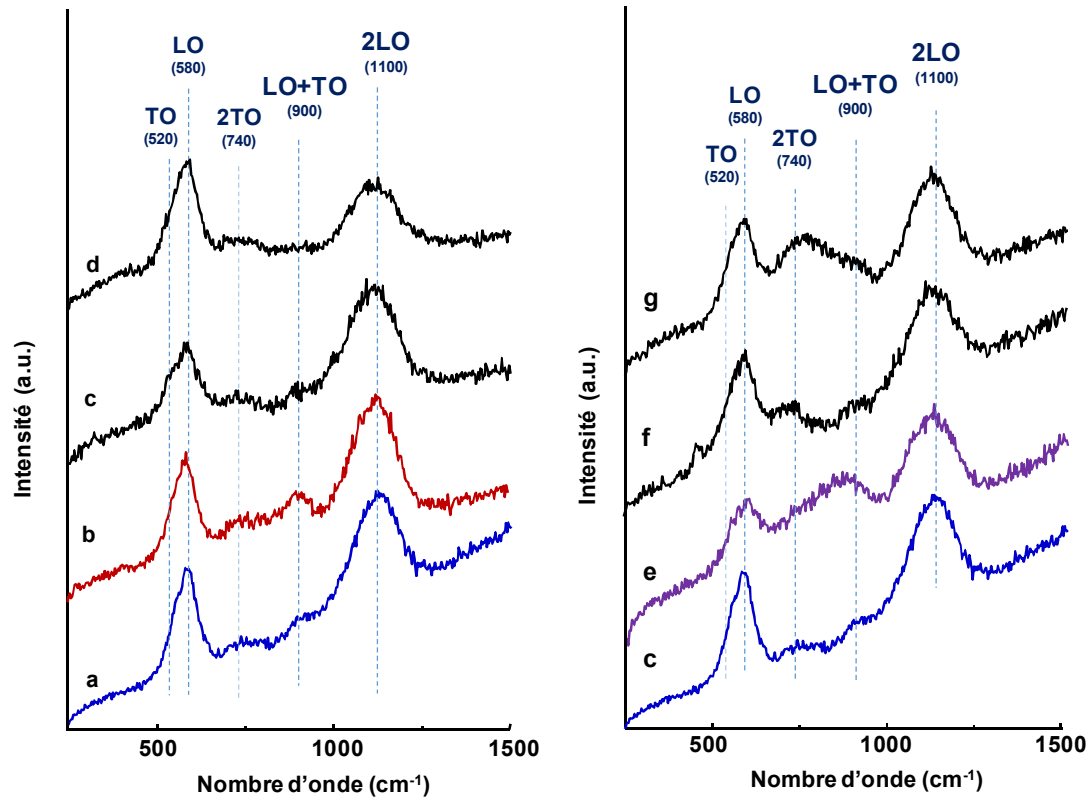 LO
(580)
2LO
(1100)
LO+TO
(900)
TO
(520)
2TO
(740)
d
c
b
a
Intensité (a.u.)
500
1000
1500
Nombre d'onde (cm-1)
2LO
(1100)
LO+TO
(900)
LO
(580)
2TO
(740)
TO
(520)
g
f
e
c
Intensité (a.u.)
500
1000
1500
Nombre d'onde (cm-1)